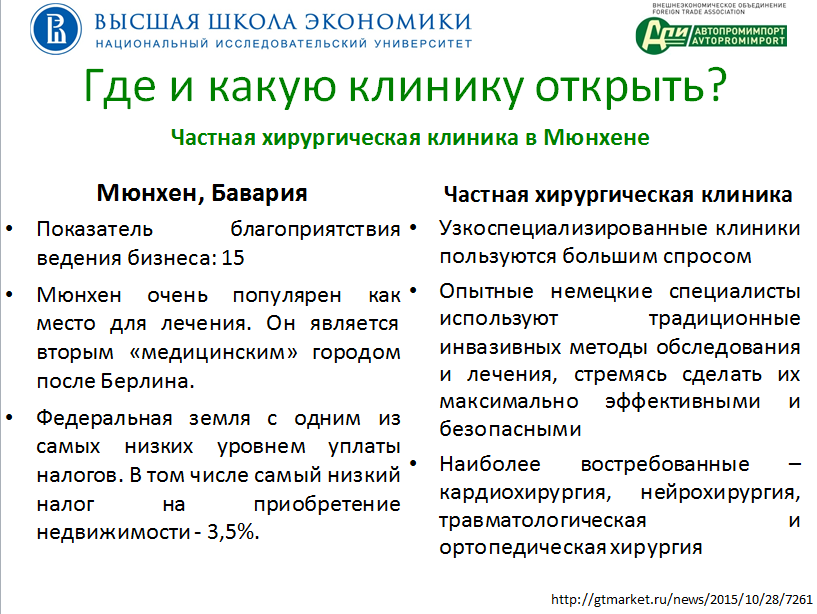 ВЫСШАЯ ШКОЛА ЭКОНОМИКИ
НАЦИОНАЛЬНЫЙ ИССЛЕДОВАТЕЛЬСКИЙ УНИВЕРСИТЕТ
ВНЕШНЕЭКОНОМИЧЕСКОЕ ОБЪЕДИНЕНИЕ
FOREIGN TRADE ASSOCIATION
Апи
АВТОПРОМИМПОРТ
AVTOPROMIMPORT
Где и какую клинику открыть?
Частная хирургическая клиника в Мюнхене
Мюнхен, Бавария
• Показатель благоприятствия
ведения бизнеса: 15
• Мюнхен очень популярен как
место для лечения. Он является
вторым «медицинским» городом
после Берлина.
• Федеральная земля с одним из
самых низких уровнем уплаты
налогов. В том числе самый низкий
налог на приобретение
недвижимости - 3,5%.
Частная хирургическая клиника
• Узкоспециализированные клиники
пользуются большим спросом
• Опытные немецкие специалисты
используют традиционные
инвазивных методы обследования
и лечения, стремясь сделать их
максимально эффективными и
безопасными
• Наиболее востребованные –
кардиохирургия, нейрохирургия,
травматологическая и
ортопедическая хирургия
http://gtmarket.ru/news/2015/10/28/7261